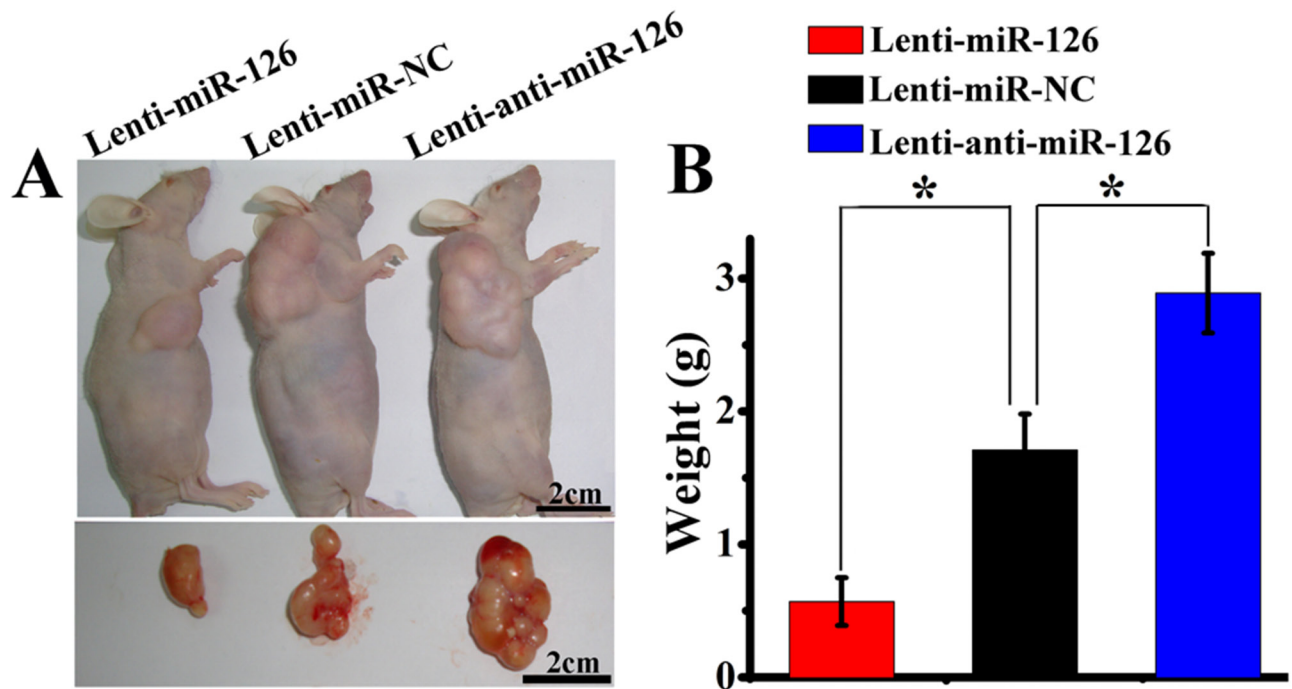 A
Lenti-miR-126
Lenti-miR-NC
Lenti-anti-miR-126
2cm
2cm
B
Lenti-miR-126
Lenti-miR-NC
Lenti-anti-miR-126
*
*
Weight (g)
3
2
1
0